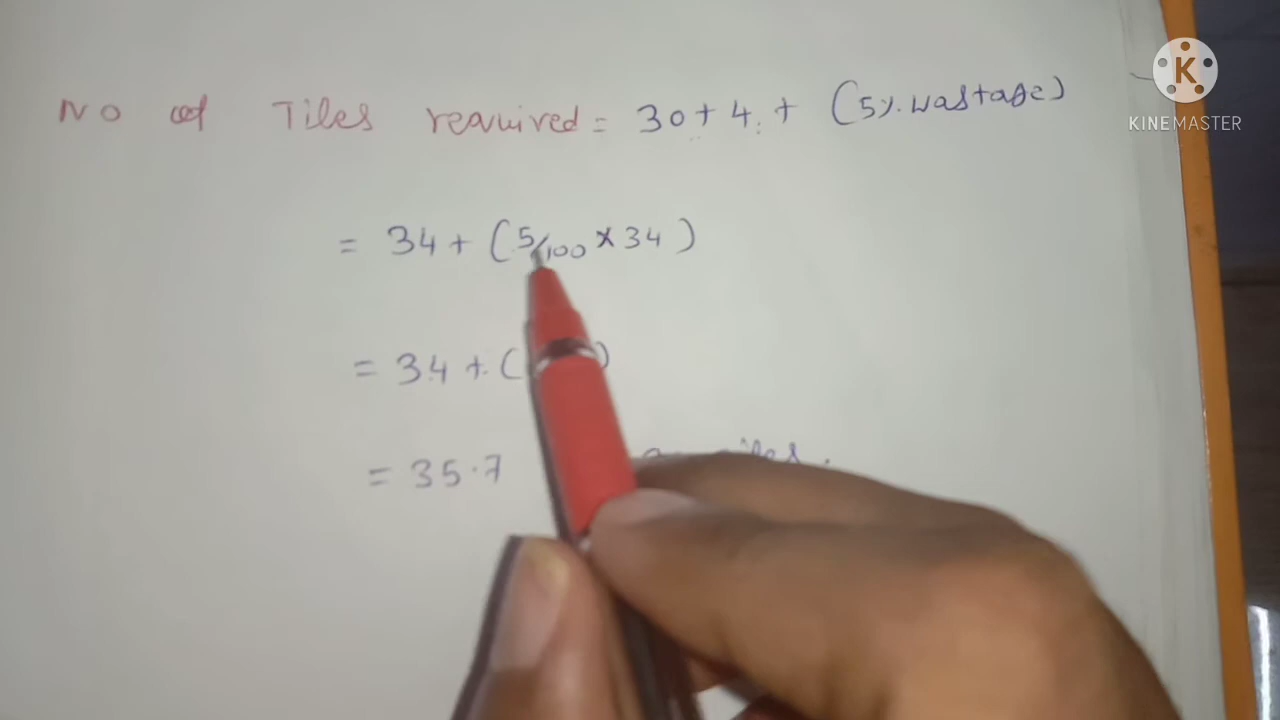 No of Tiles required = 30 + 4 + (5%. wastage)
= 34 + (5/100 × 34)
= 34 + ( )
= 35.7
K
KINEMASTER